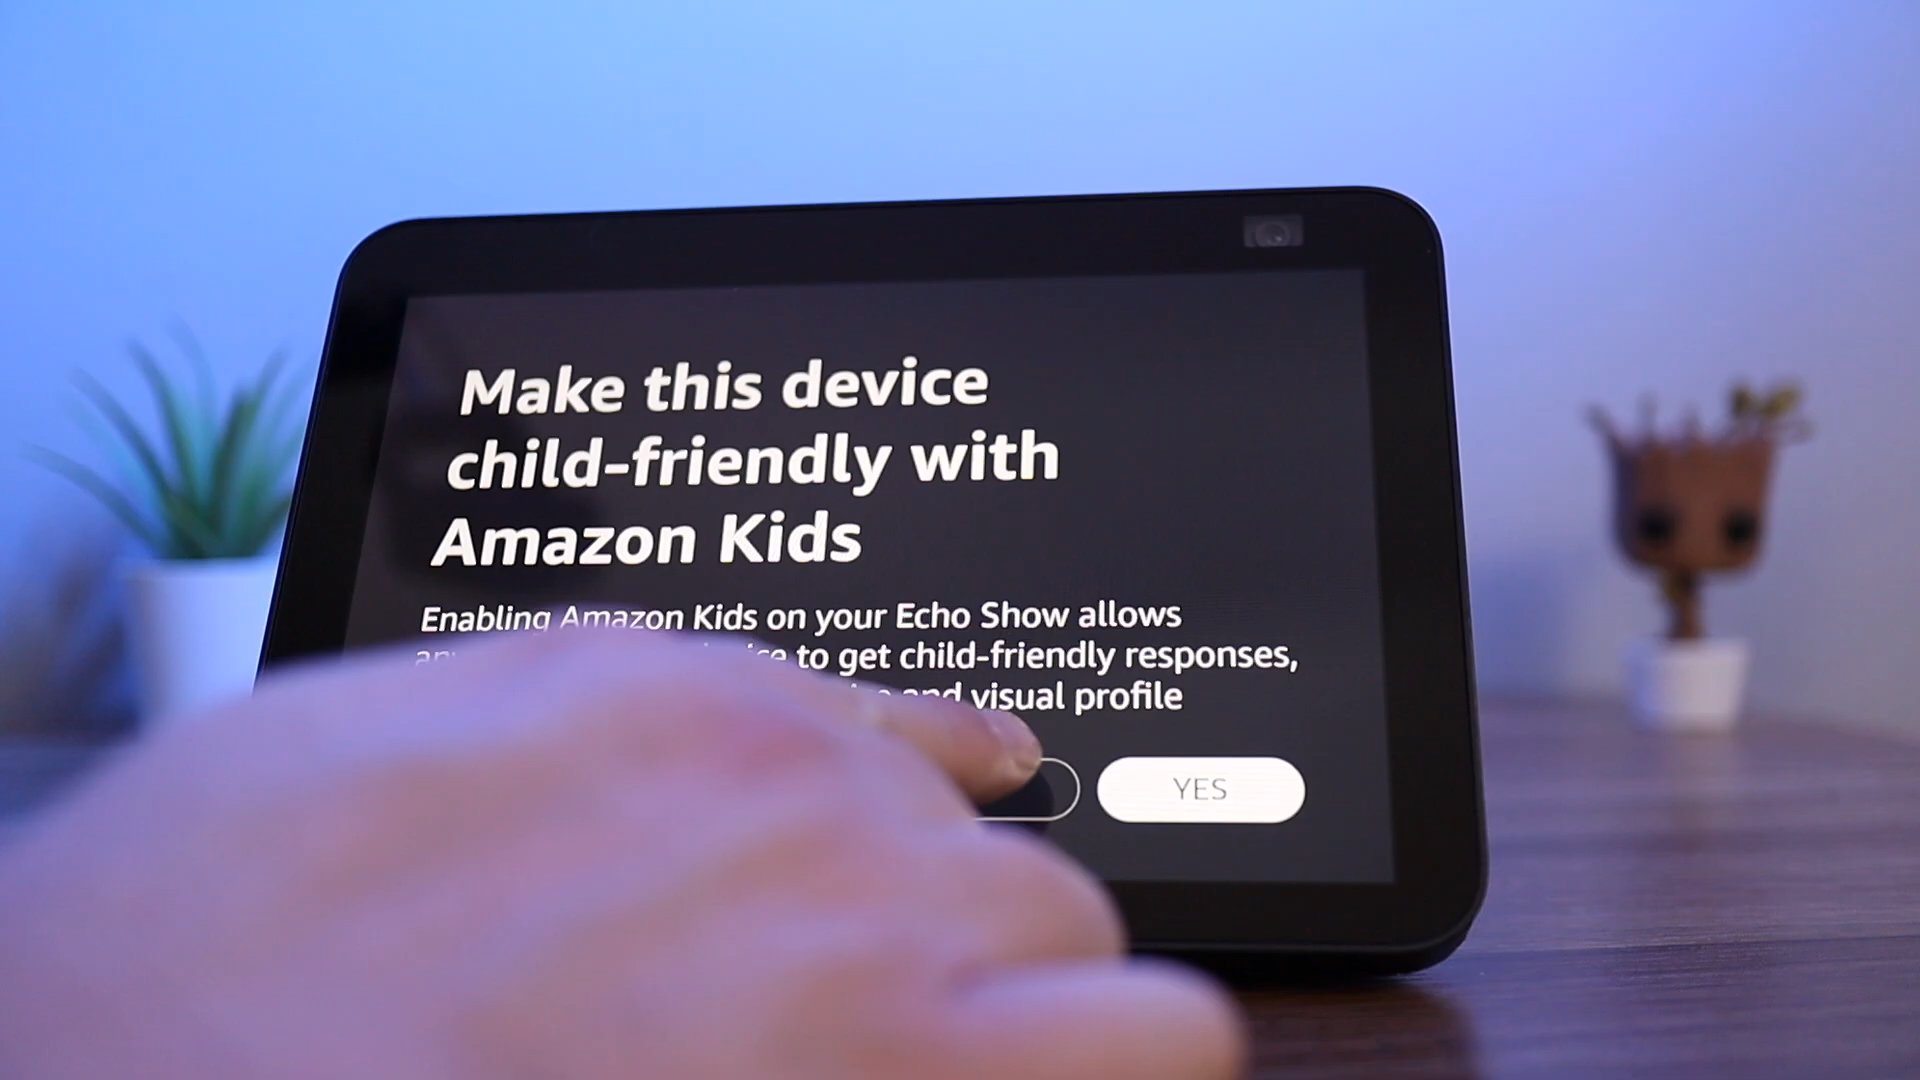 Make this device
child-friendly with
Amazon Kids
Enabling Amazon Kids on your Echo Show allows
to get child-friendly responses,
and visual profile
YES